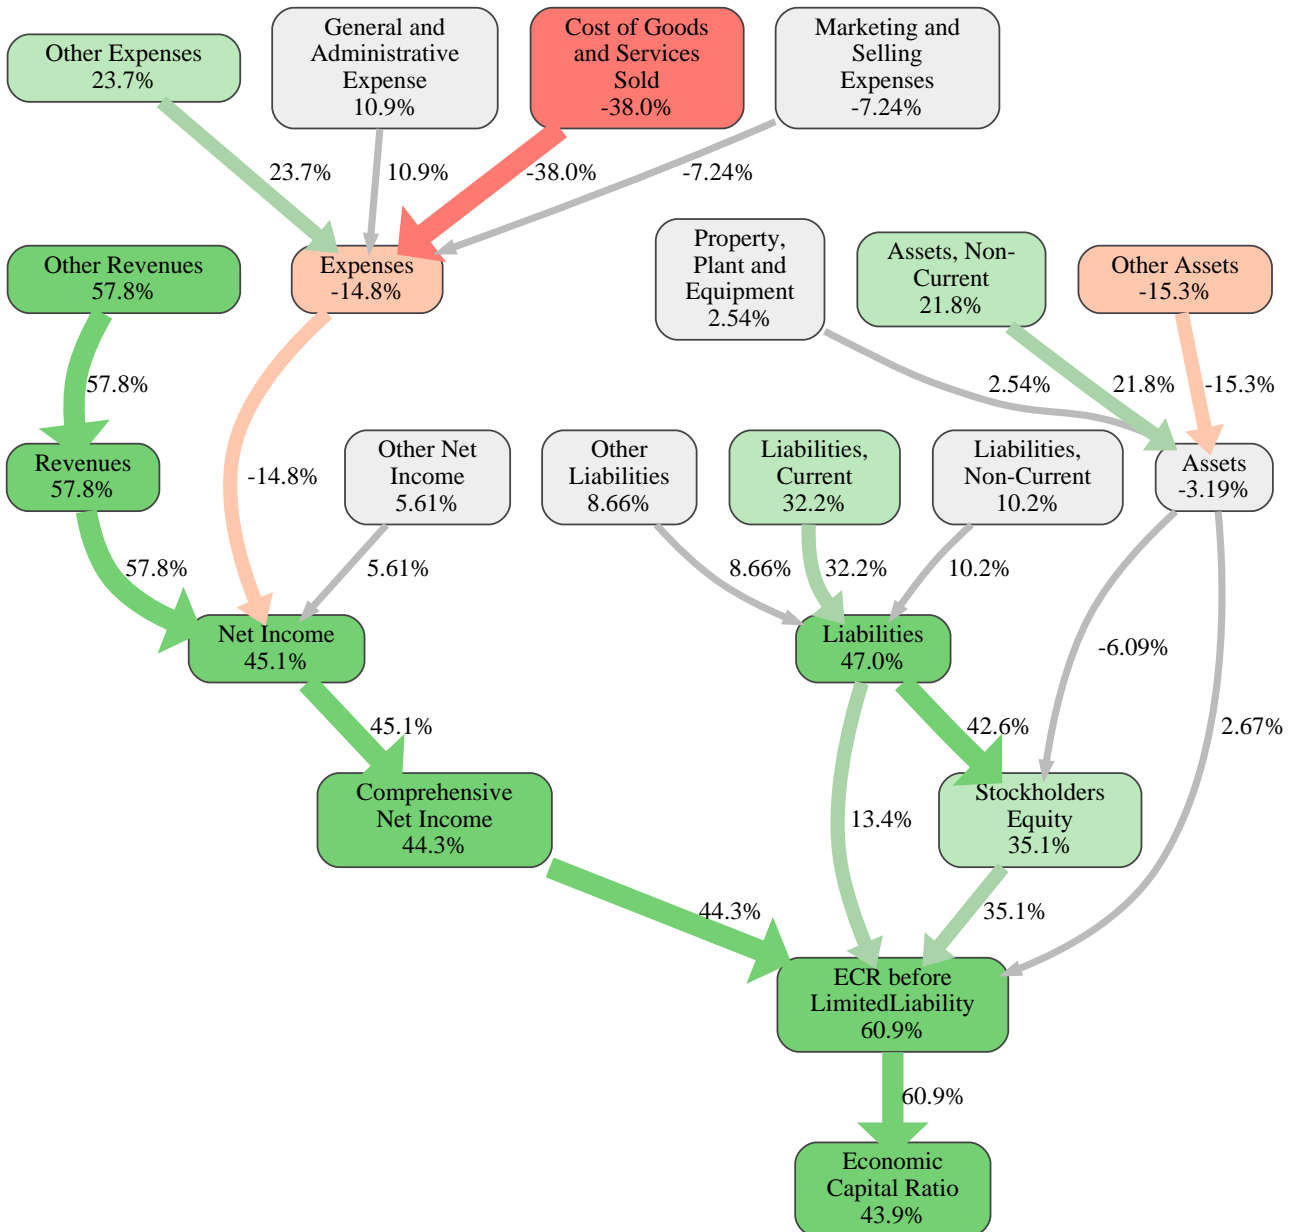 Other Expenses
23.7%
General and
Administrative
Expense
10.9%
Cost of Goods
and Services
Sold
-38.0%
Marketing and
Selling
Expenses
-7.24%
23.7%
10.9%
-38.0%
-7.24%
Other Revenues
57.8%
Expenses
-14.8%
Property,
Plant and
Equipment
2.54%
Assets, Non-
Current
21.8%
Other Assets
-15.3%
57.8%
2.54%
21.8%
-15.3%
Revenues
57.8%
-14.8%
Other Net
Income
5.61%
Other
Liabilities
8.66%
Liabilities,
Current
32.2%
Liabilities,
Non-Current
10.2%
Assets
-3.19%
57.8%
5.61%
8.66%
32.2%
10.2%
Net Income
45.1%
Liabilities
47.0%
-6.09%
45.1%
42.6%
2.67%
Comprehensive
Net Income
44.3%
13.4%
Stockholders
Equity
35.1%
44.3%
35.1%
ECR before
LimitedLiability
60.9%
60.9%
Economic
Capital Ratio
43.9%